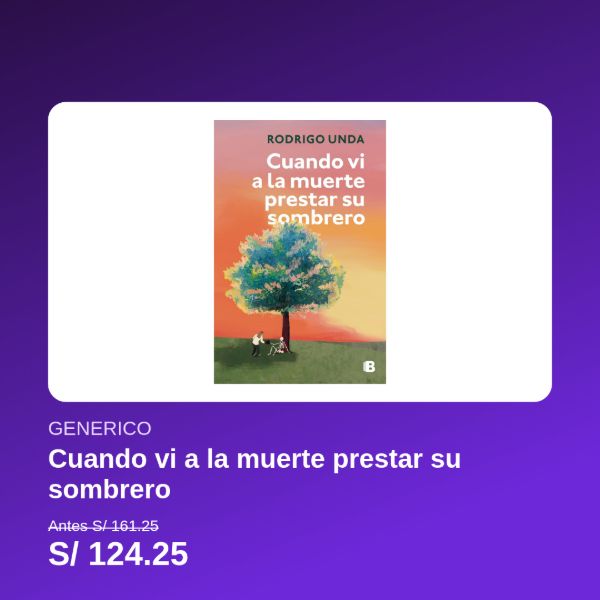 RODRIGO UNDA
Cuando vi
a la muerte
prestar su
sombrero
B
GENERICO
Cuando vi a la muerte prestar su
sombrero
Antes S/ 161.25
S/ 124.25